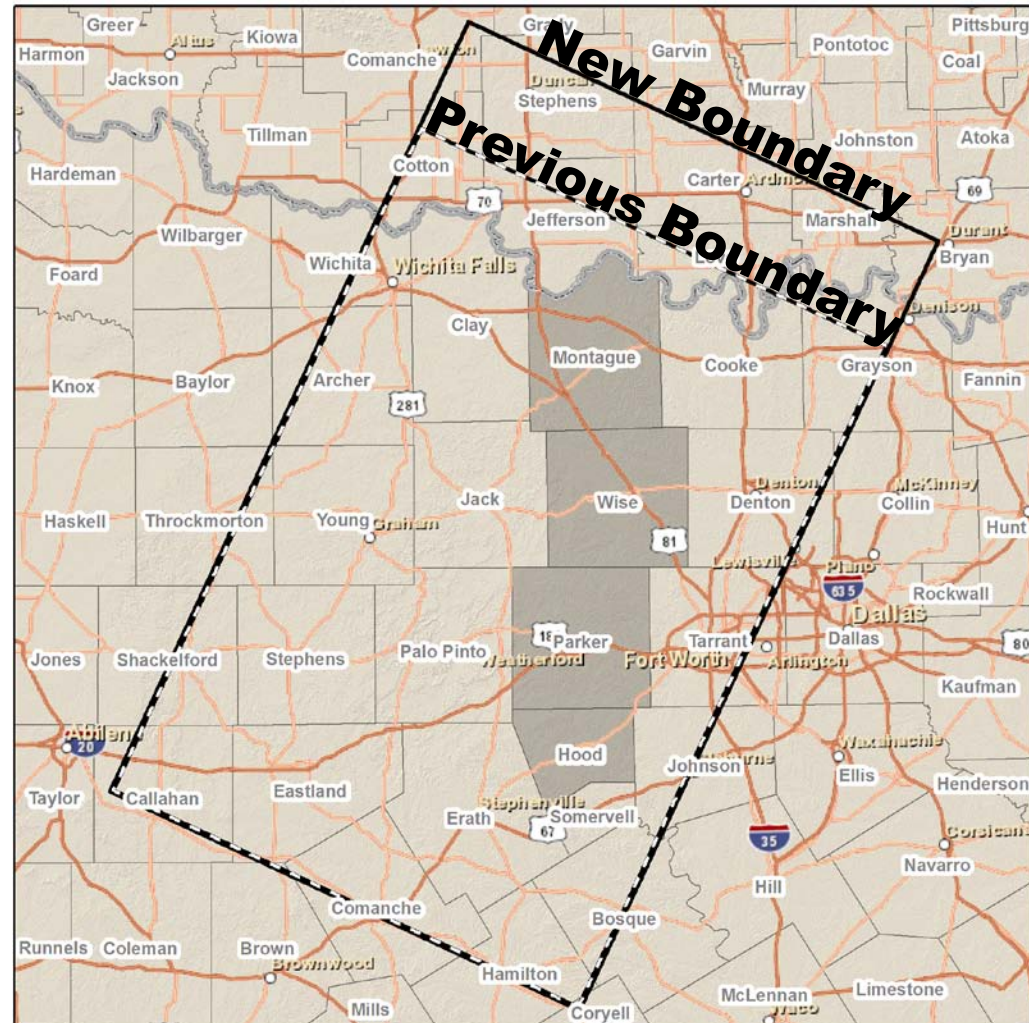 Greer
Altus
Kiowa
Grady
Pittsburg
Harmon
Jackson
Comanche
Garvin
Pontotoc
Coal
New Boundary
Duncan
Stephens
Murray
Tillman
Johnston
Atoka
Previous Boundary
Hardeman
Cotton
70
Carter
69
Jefferson
Marshall
Wilbarger
Durant
Bryan
Foard
Wichita
Wichita Falls
Denison
Clay
Montague
Cooke
Grayson
Knox
Baylor
Archer
Fannin
281
Haskell
Throckmorton
Young
Graham
Jack
Wise
Denton
Denton
McKinney
Collin
Hunt
81
Lewisville
Plano
635
Rockwall
Dallas
Jones
Shackelford
Stephens
Palo Pinto
Weatherford
18
Parker
Fort Worth
Tarrant
Arlington
Dallas
80
Kaufman
Abilen
20
Hood
Johnson
Waxahachie
Ellis
Henderson
Taylor
Callahan
Eastland
Stephenville
Erath
67
Somervell
35
Corsicana
Navarro
Hill
Comanche
Bosque
Runnels
Coleman
Brown
Brownwood
Hamilton
Mills
Coryell
McLennan
Waco
Limestone